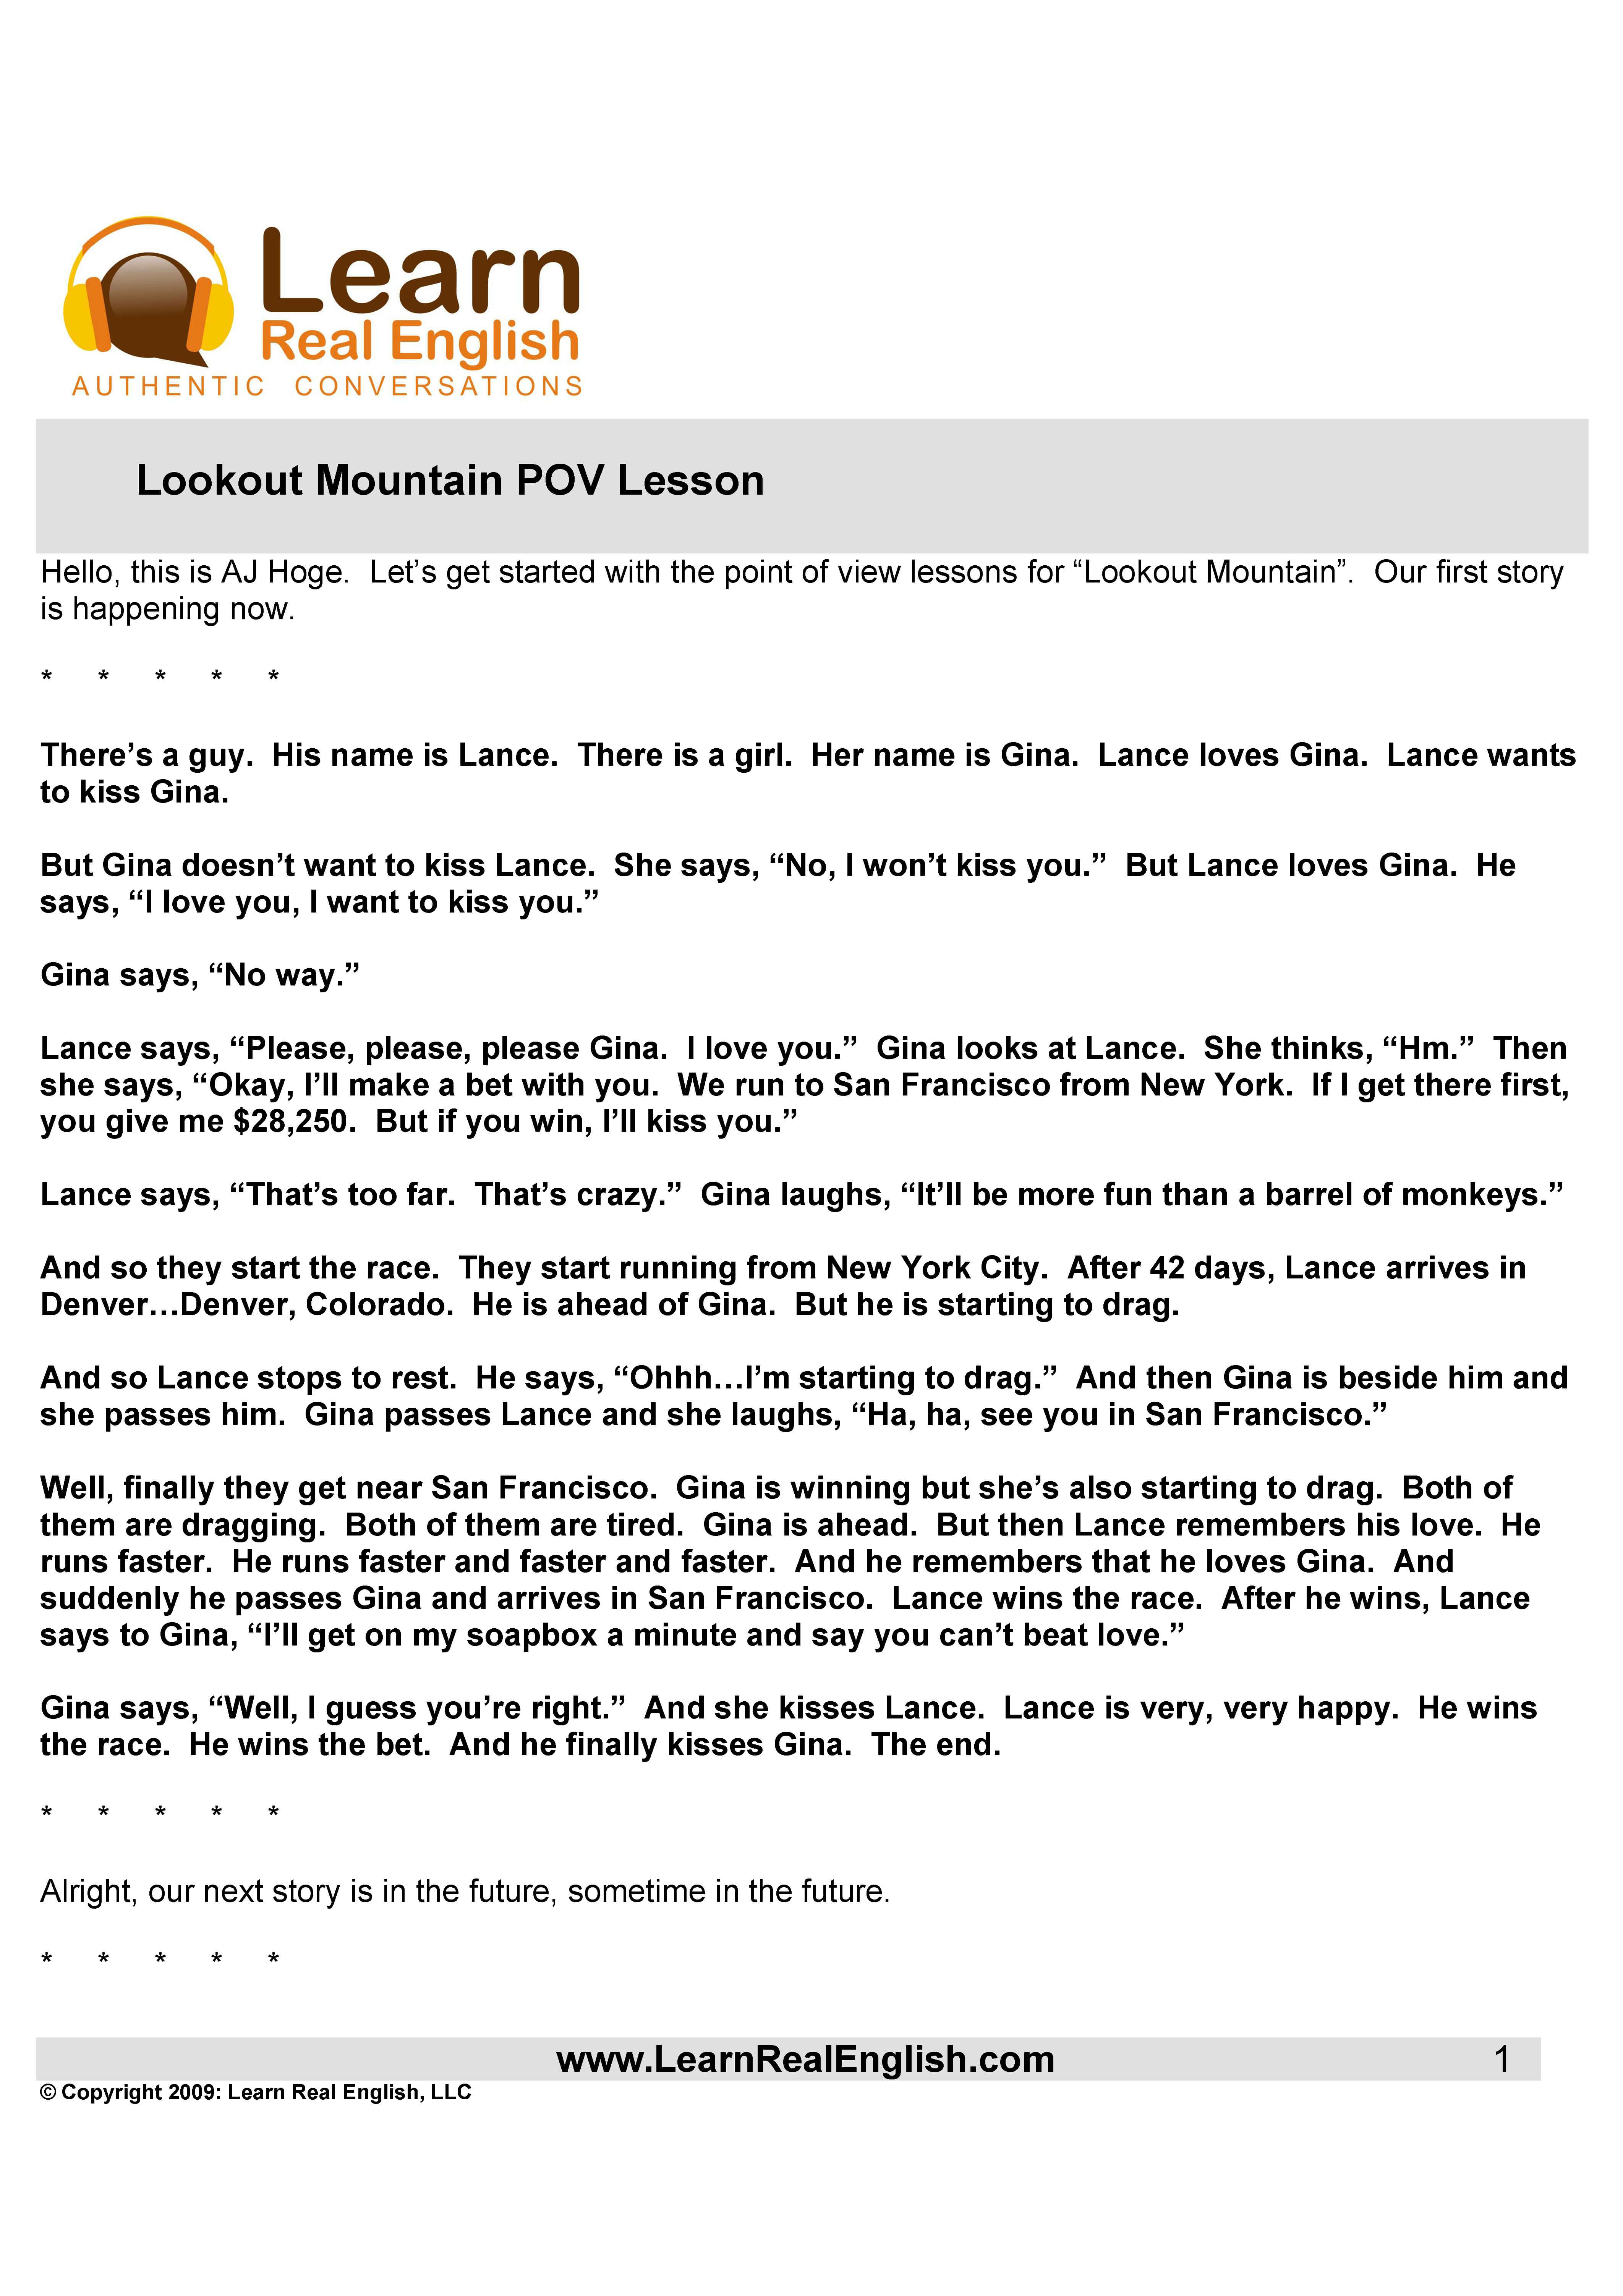 Learn
Real English
AUTHENTIC CONVERSATIONS
Lookout Mountain POV Lesson
Hello, this is AJ Hoge.  Let’s get started with the point of view lessons for “Lookout Mountain”.  Our first story
is happening now.
* * * * *
There’s a guy.  His name is Lance.  There is a girl.  Her name is Gina.  Lance loves Gina.  Lance wants
to kiss Gina.
But Gina doesn’t want to kiss Lance.  She says, “No, I won’t kiss you.”  But Lance loves Gina.  He
says, “I love you, I want to kiss you.”
Gina says, “No way.”
Lance says, “Please, please, please Gina.  I love you.”  Gina looks at Lance.  She thinks, “Hm.”  Then
she says, “Okay, I’ll make a bet with you.  We run to San Francisco from New York.  If I get there first,
you give me $28,250.  But if you win, I’ll kiss you.”
Lance says, “That’s too far.  That’s crazy.”  Gina laughs, “It’ll be more fun than a barrel of monkeys.”
And so they start the race.  They start running from New York City.  After 42 days, Lance arrives in
Denver…Denver, Colorado.  He is ahead of Gina.  But he is starting to drag.
And so Lance stops to rest.  He says, “Ohhh…I’m starting to drag.”  And then Gina is beside him and
she passes him.  Gina passes Lance and she laughs, “Ha, ha, see you in San Francisco.”
Well, finally they get near San Francisco.  Gina is winning but she’s also starting to drag.  Both of
them are dragging.  Both of them are tired.  Gina is ahead.  But then Lance remembers his love.  He
runs faster.  He runs faster and faster and faster.  And he remembers that he loves Gina.  And
suddenly he passes Gina and arrives in San Francisco.  Lance wins the race.  After he wins, Lance
says to Gina, “I’ll get on my soapbox a minute and say you can’t beat love.”
Gina says, “Well, I guess you’re right.”  And she kisses Lance.  Lance is very, very happy.  He wins
the race.  He wins the bet.  And he finally kisses Gina.  The end.
* * * * *
Alright, our next story is in the future, sometime in the future.
* * * * *
www.LearnRealEnglish.com 1
© Copyright 2009: Learn Real English, LLC